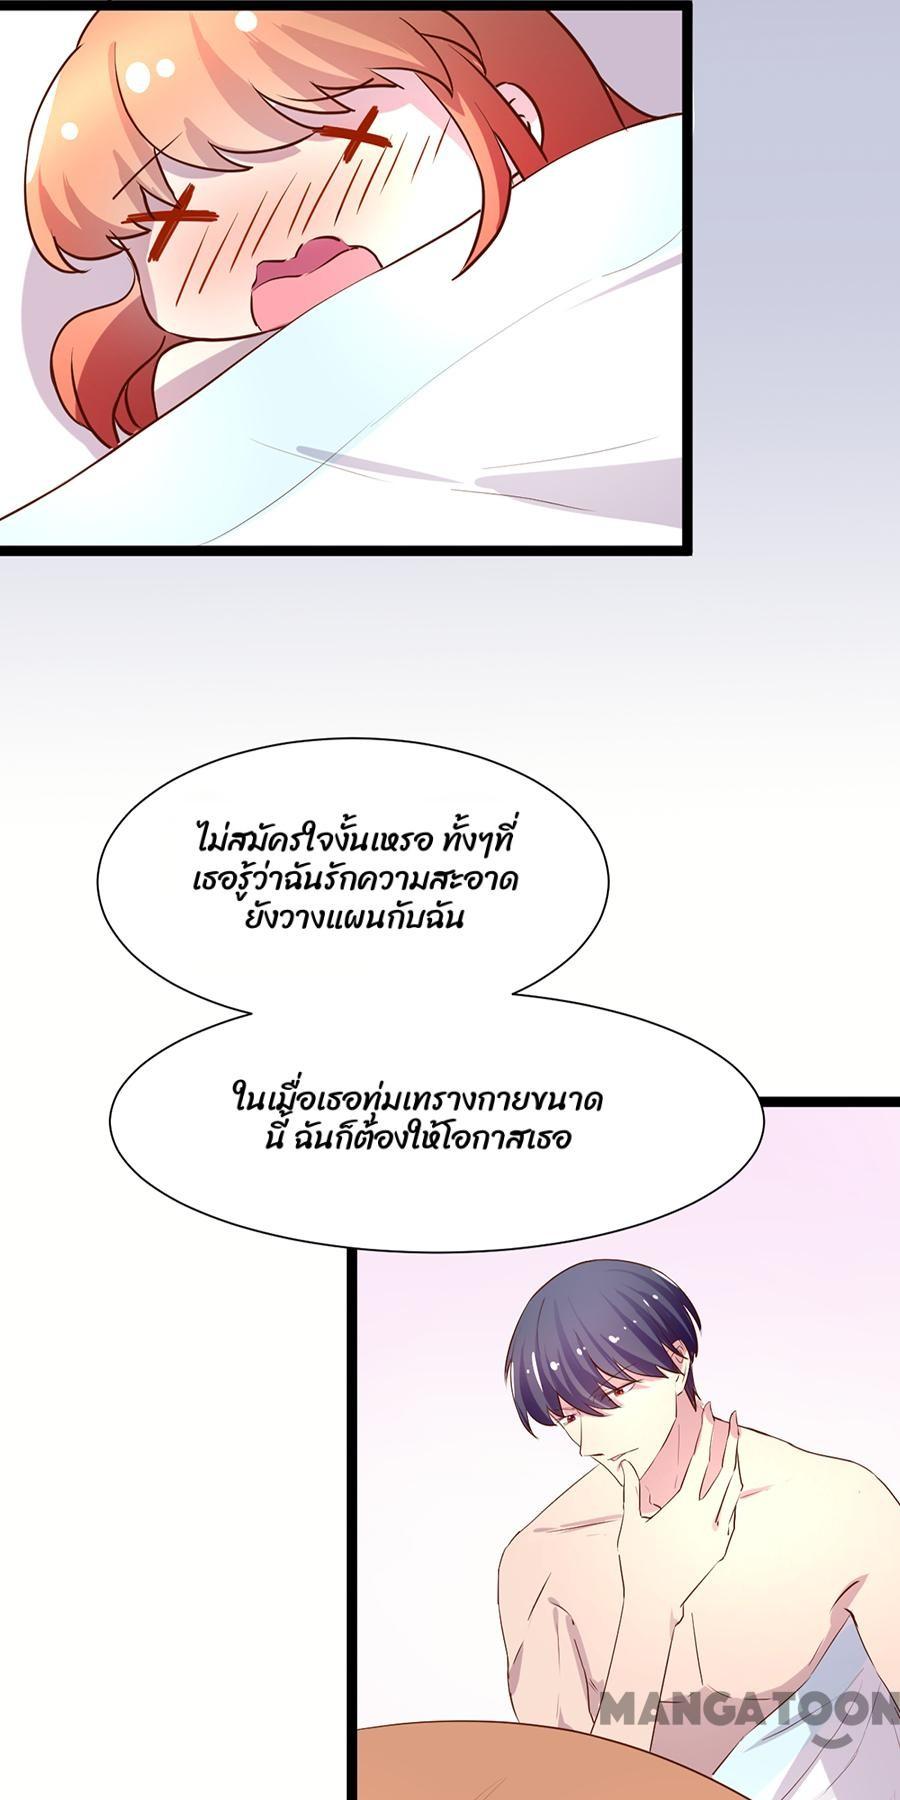 ไม่สมัครใจงั้นเหรอ ทั้งๆที่
เธอรู้ว่าฉันรักความสะอาด
ยังวางแผนกับฉัน
ในเมื่อเธอทุ่มเทรางกายขนาด
นี้ ฉันก็ต้องให้โอกาสเธอ
MANGATOON